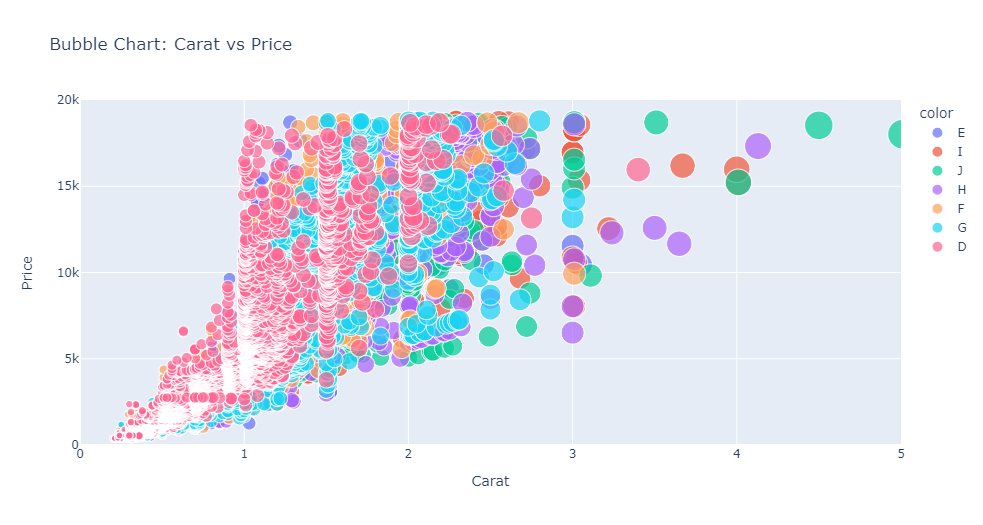 Bubble Chart: Carat vs Price
color
E
I
J
H
F
G
D
Price
20k
15k
10k
5k
0
0 1 2 3 4 5
Carat